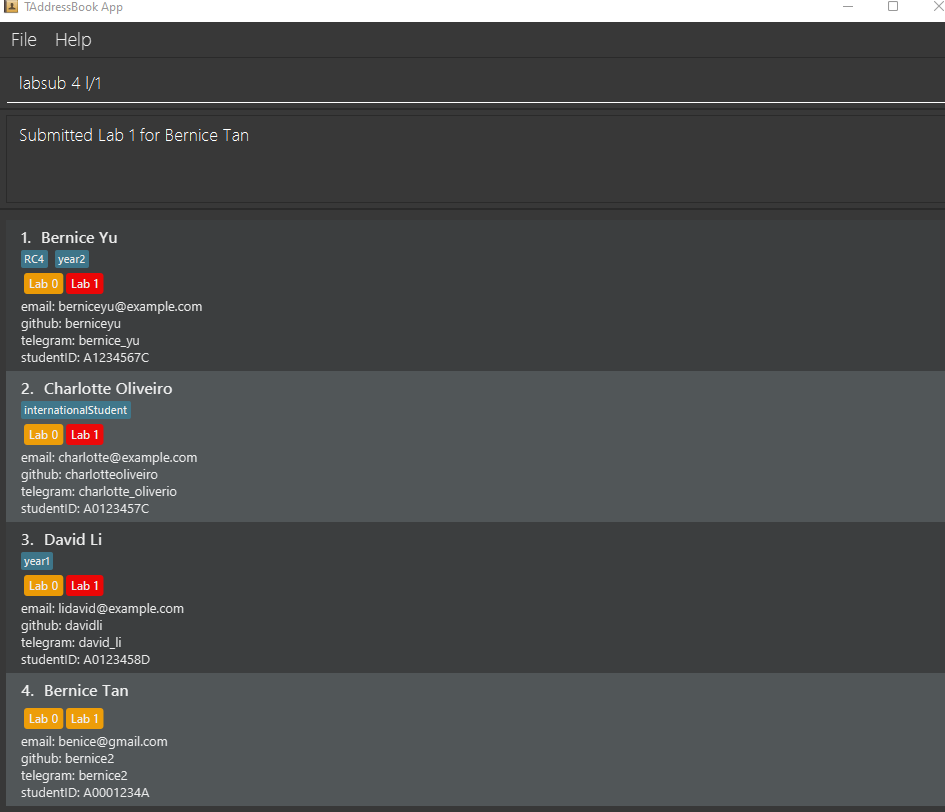 TAddressBook App
File Help
labsub 4 l/1
Submitted Lab 1 for Bernice Tan
1. Bernice Yu
RC4 year2
Lab 0 Lab 1
email: berniceyu@example.com
github: berniceyu
telegram: bernice_yu
studentID: A1234567C
2. Charlotte Oliveiro
internationalStudent
Lab 0 Lab 1
email: charlotte@example.com
github: charlotteoliveiro
telegram: charlotte_oliverio
studentID: A0123457C
3. David Li
year1
Lab 0 Lab 1
email: lidavid@example.com
github: davidli
telegram: david_li
studentID: A0123458D
4. Bernice Tan
Lab 0 Lab 1
email: benice@gmail.com
github: bernice2
telegram: bernice2
studentID: A0001234A